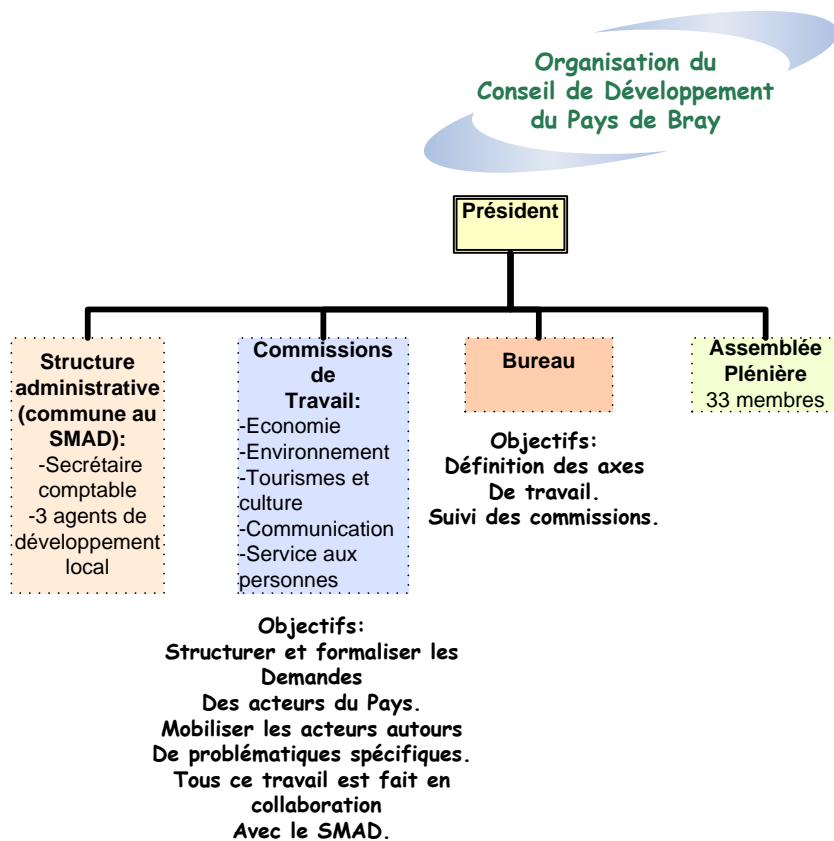 Organisation du
Conseil de Développement
du Pays de Bray
Président
Structure
administrative
(commune au
SMAD):
-Secrétaire
comptable
-3 agents de
développement
local
Commissions
de
Travail:
-Economie
-Environnement
-Tourismes et
culture
-Communication
-Service aux
personnes
Objectifs:
Structurer et formaliser les
Demandes
Des acteurs du Pays.
Mobiliser les acteurs autours
De problématiques spécifiques.
Tous ce travail est fait en
collaboration
Avec le SMAD.
Bureau
Objectifs:
Définition des axes
De travail.
Suivi des commissions.
Assemblée
Plénière
33 membres